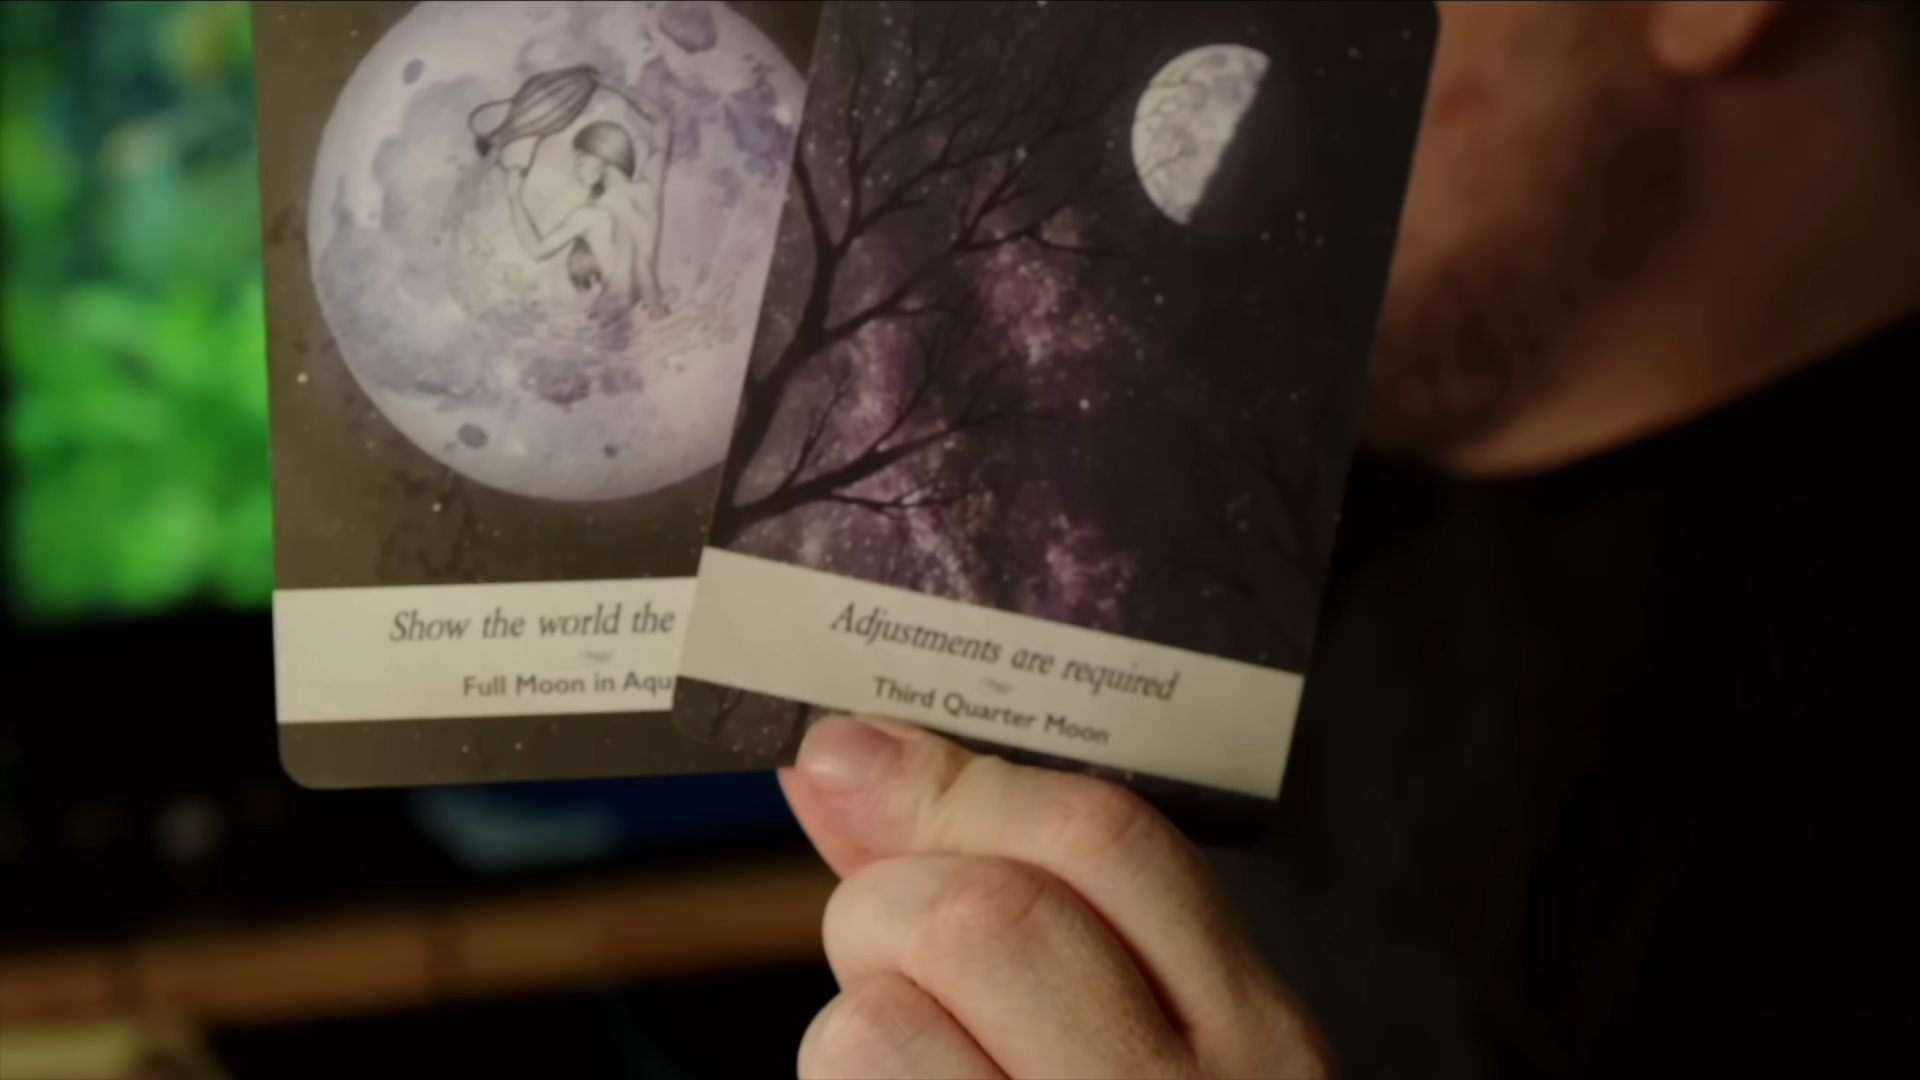 Show the world the
Full Moon in Aqu
Adjustments are required
Third Quarter Moon